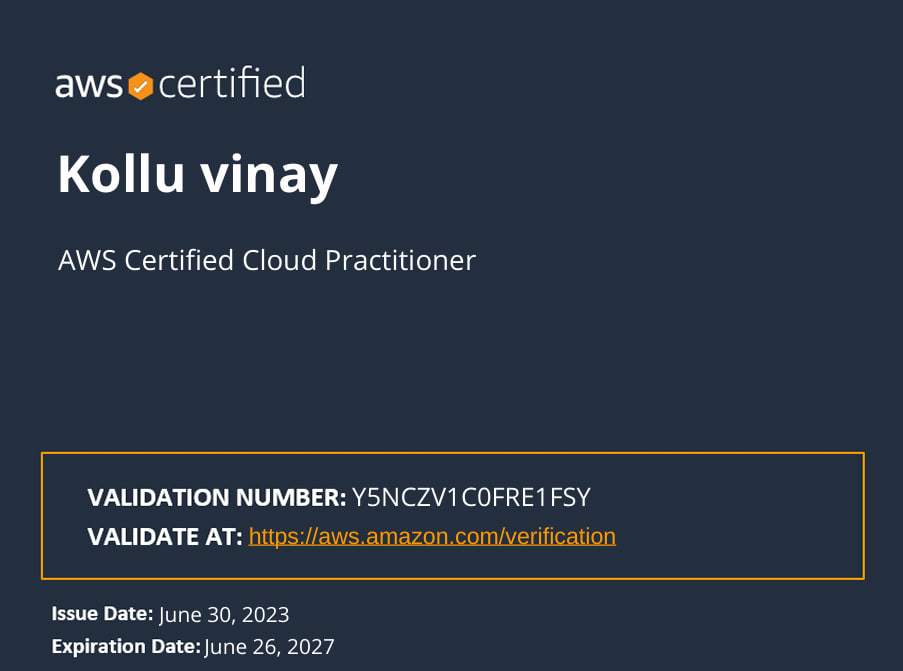 aws certified
Kollu vinay
AWS Certified Cloud Practitioner
VALIDATION NUMBER: Y5NCZV1C0FRE1FSY
VALIDATE AT: https://aws.amazon.com/verification
Issue Date: June 30, 2023
Expiration Date: June 26, 2027